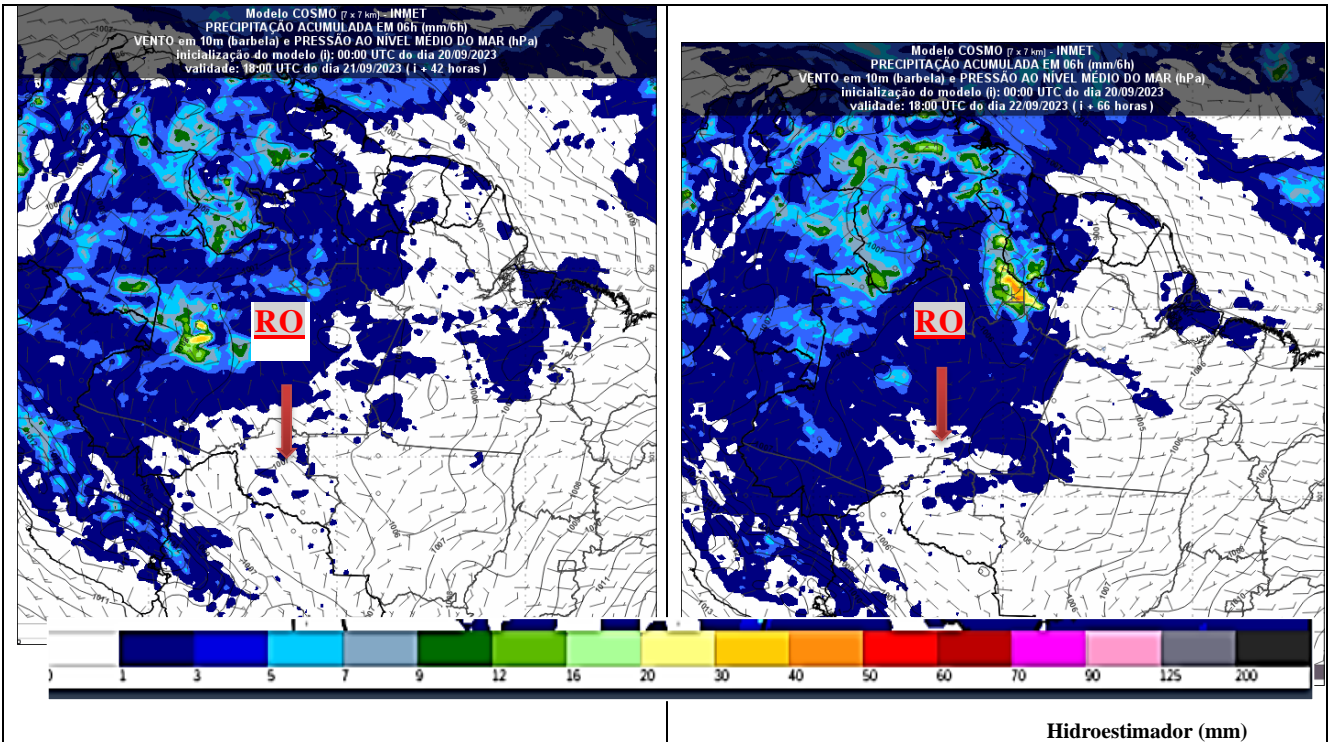 Modelo COSMO [7 x 7 km] - INMET
PRECIPITAÇÃO ACUMULADA EM 06h (mm/6h)
VENTO em 10m (barbela) e PRESSÃO AO NÍVEL MÉDIO DO MAR (hPa)
inicialização do modelo (i): 00:00 UTC do dia 20/09/2023
validade: 18:00 UTC do dia 21/09/2023 ( i + 42 horas )
RO
Modelo COSMO [7 x 7 km] - INMET
PRECIPITAÇÃO ACUMULADA EM 06h (mm/6h)
VENTO em 10m (barbela) e PRESSÃO AO NÍVEL MÉDIO DO MAR (hPa)
inicialização do modelo (i): 00:00 UTC do dia 20/09/2023
validade: 18:00 UTC do dia 22/09/2023 ( i + 66 horas )
RO
1 3 5 7 9 12 16 20 30 40 50 60 70 90 125 200
Hidroestimador (mm)